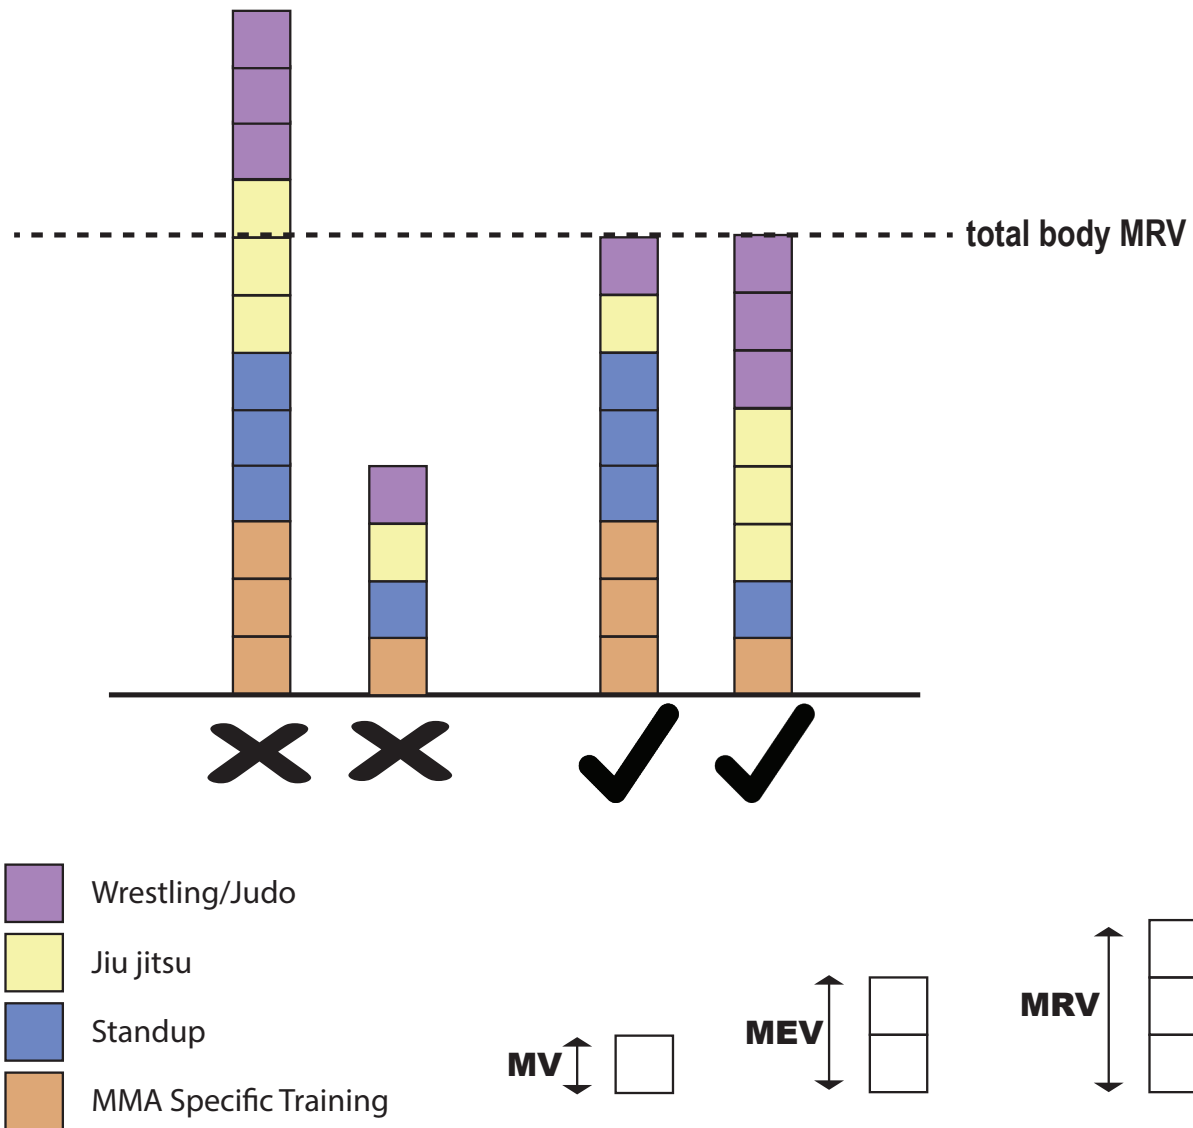 total body MRV
Wrestling/Judo
Jiu jitsu
Standup
MMA Specific Training
MV
MEV
MRV